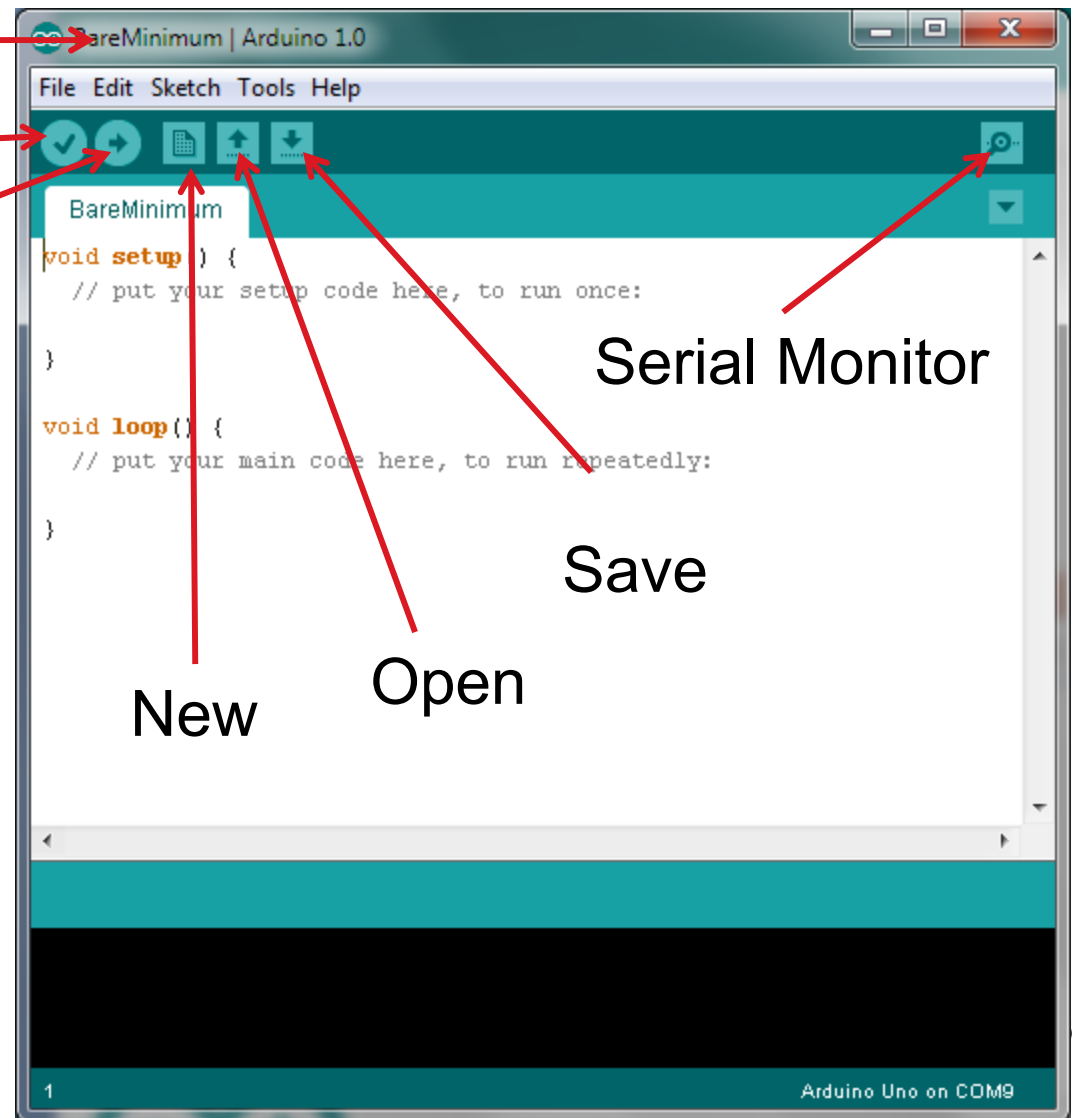 BareMinimum | Arduino 1.0
File Edit Sketch Tools Help
BareMinimum
void setup() {
// put your setup code here, to run once:
}
Serial Monitor
void loop() {
// put your main code here, to run repeatedly:
}
Save
Open
New
1
Arduino Uno on COM9